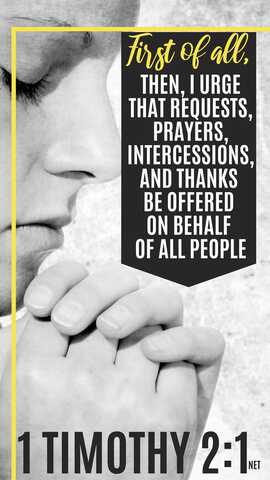 First of all,
THEN, I URGE
THAT REQUESTS,
PRAYERS,
INTERCESSIONS,
AND THANKS
BE OFFERED
ON BEHALF
OF ALL PEOPLE
1 TIMOTHY 2:1 NET